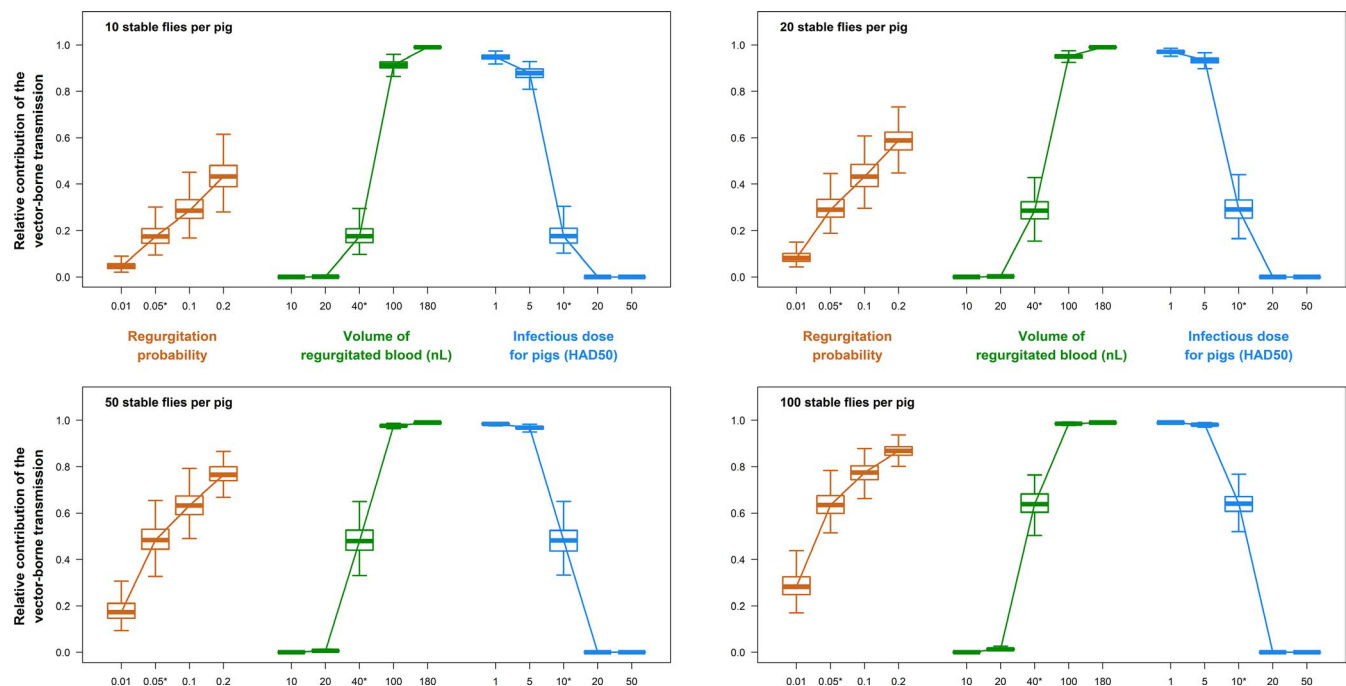 10 stable flies per pig
Relative contribution of the
vector-borne transmission
1.0
0.8
0.6
0.4
0.2
0.0
0.01 0.05* 0.1 0.2 10 20 40* 100 180 1 5 10* 20 50
Regurgitation
probability
Volume of
regurgitated blood (nL)
Infectious dose
for pigs (HAD50)
20 stable flies per pig
1.0
0.8
0.6
0.4
0.2
0.0
0.01 0.05* 0.1 0.2 10 20 40* 100 180 1 5 10* 20 50
Regurgitation
probability
Volume of
regurgitated blood (nL)
Infectious dose
for pigs (HAD50)
50 stable flies per pig
Relative contribution of the
vector-borne transmission
1.0
0.8
0.6
0.4
0.2
0.0
0.01 0.05* 0.1 0.2 10 20 40* 100 180 1 5 10* 20 50
100 stable flies per pig
1.0
0.8
0.6
0.4
0.2
0.0
0.01 0.05* 0.1 0.2 10 20 40* 100 180 1 5 10* 20 50